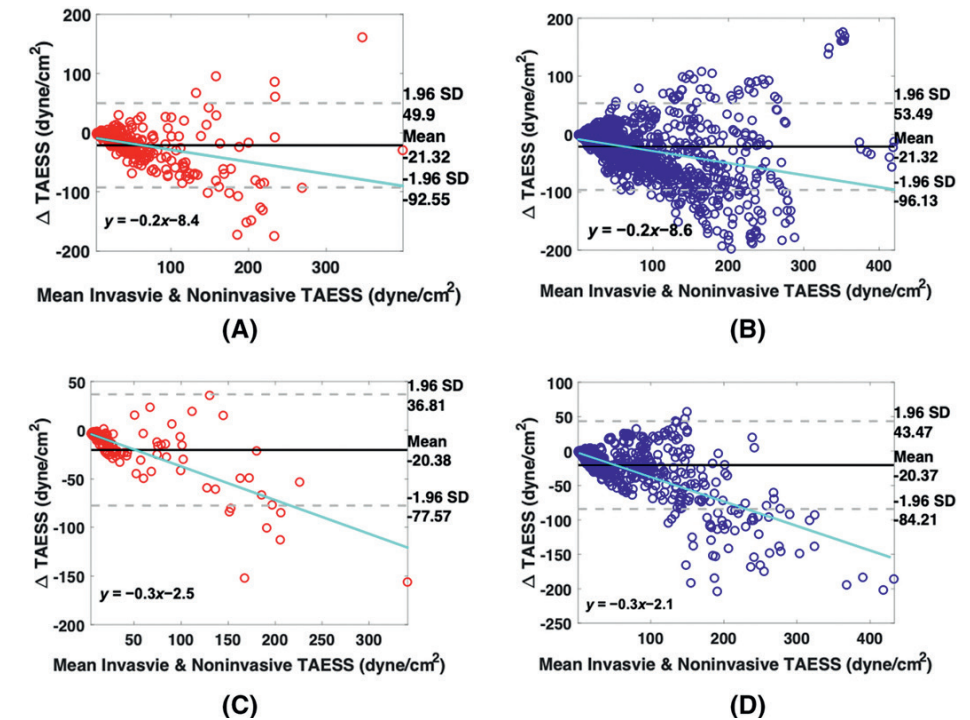 200
100
0
-100
-200
Δ TAESS (dyne/cm²)
1.96 SD
49.9
Mean
-21.32
-1.96 SD
-92.55
y = −0.2x−8.4
100 200 300
Mean Invasvie & Noninvasive TAESS (dyne/cm²)
(A)
200
100
0
-100
-200
Δ TAESS (dyne/cm²)
1.96 SD
53.49
Mean
-21.32
-1.96 SD
-96.13
y = −0.2x−8.6
100 200 300 400
Mean Invasvie & Noninvasive TAESS (dyne/cm²)
(B)
50
0
-50
-100
-150
-200
Δ TAESS (dyne/cm²)
1.96 SD
36.81
Mean
-20.38
-1.96 SD
-77.57
y = −0.3x−2.5
50 100 150 200 250 300
Mean Invasvie & Noninvasive TAESS (dyne/cm²)
(C)
100
50
0
-50
-100
-150
-200
-250
Δ TAESS (dyne/cm²)
1.96 SD
43.47
Mean
-20.37
-1.96 SD
-84.21
y = −0.3x−2.1
100 200 300 400
Mean Invasvie & Noninvasive TAESS (dyne/cm²)
(D)